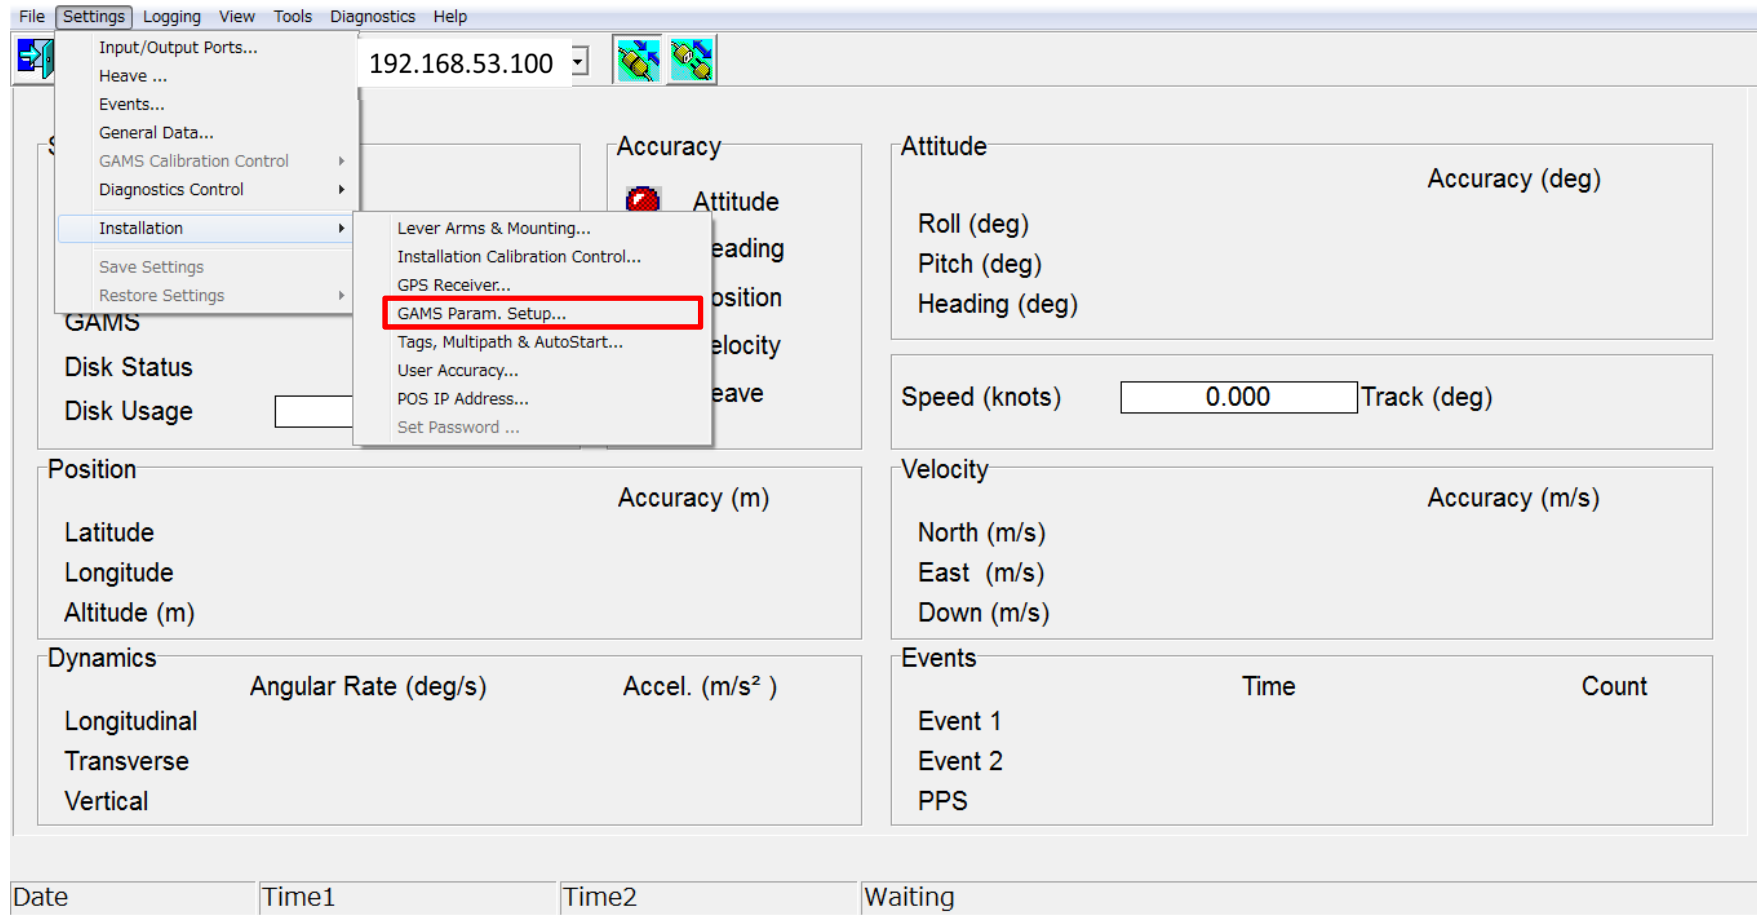 File Settings Logging View Tools Diagnostics Help
Input/Output Ports...
Heave ...
Events...
General Data...
GAMS Calibration Control
Diagnostics Control
Installation
Save Settings
Restore Settings
192.168.53.100
Lever Arms & Mounting...
Installation Calibration Control...
GPS Receiver...
GAMS Param. Setup...
Tags, Multipath & AutoStart...
User Accuracy...
POS IP Address...
Set Password ...
GAMS
Disk Status
Disk Usage
Accuracy
Attitude
eading
osition
elocity
eave
Attitude
Accuracy (deg)
Roll (deg)
Pitch (deg)
Heading (deg)
Speed (knots) 0.000 Track (deg)
Position
Accuracy (m)
Latitude
Longitude
Altitude (m)
Velocity
Accuracy (m/s)
North (m/s)
East (m/s)
Down (m/s)
Dynamics
Angular Rate (deg/s) Accel. (m/s² )
Longitudinal
Transverse
Vertical
Events
Time Count
Event 1
Event 2
PPS
Date Time1 Time2 Waiting